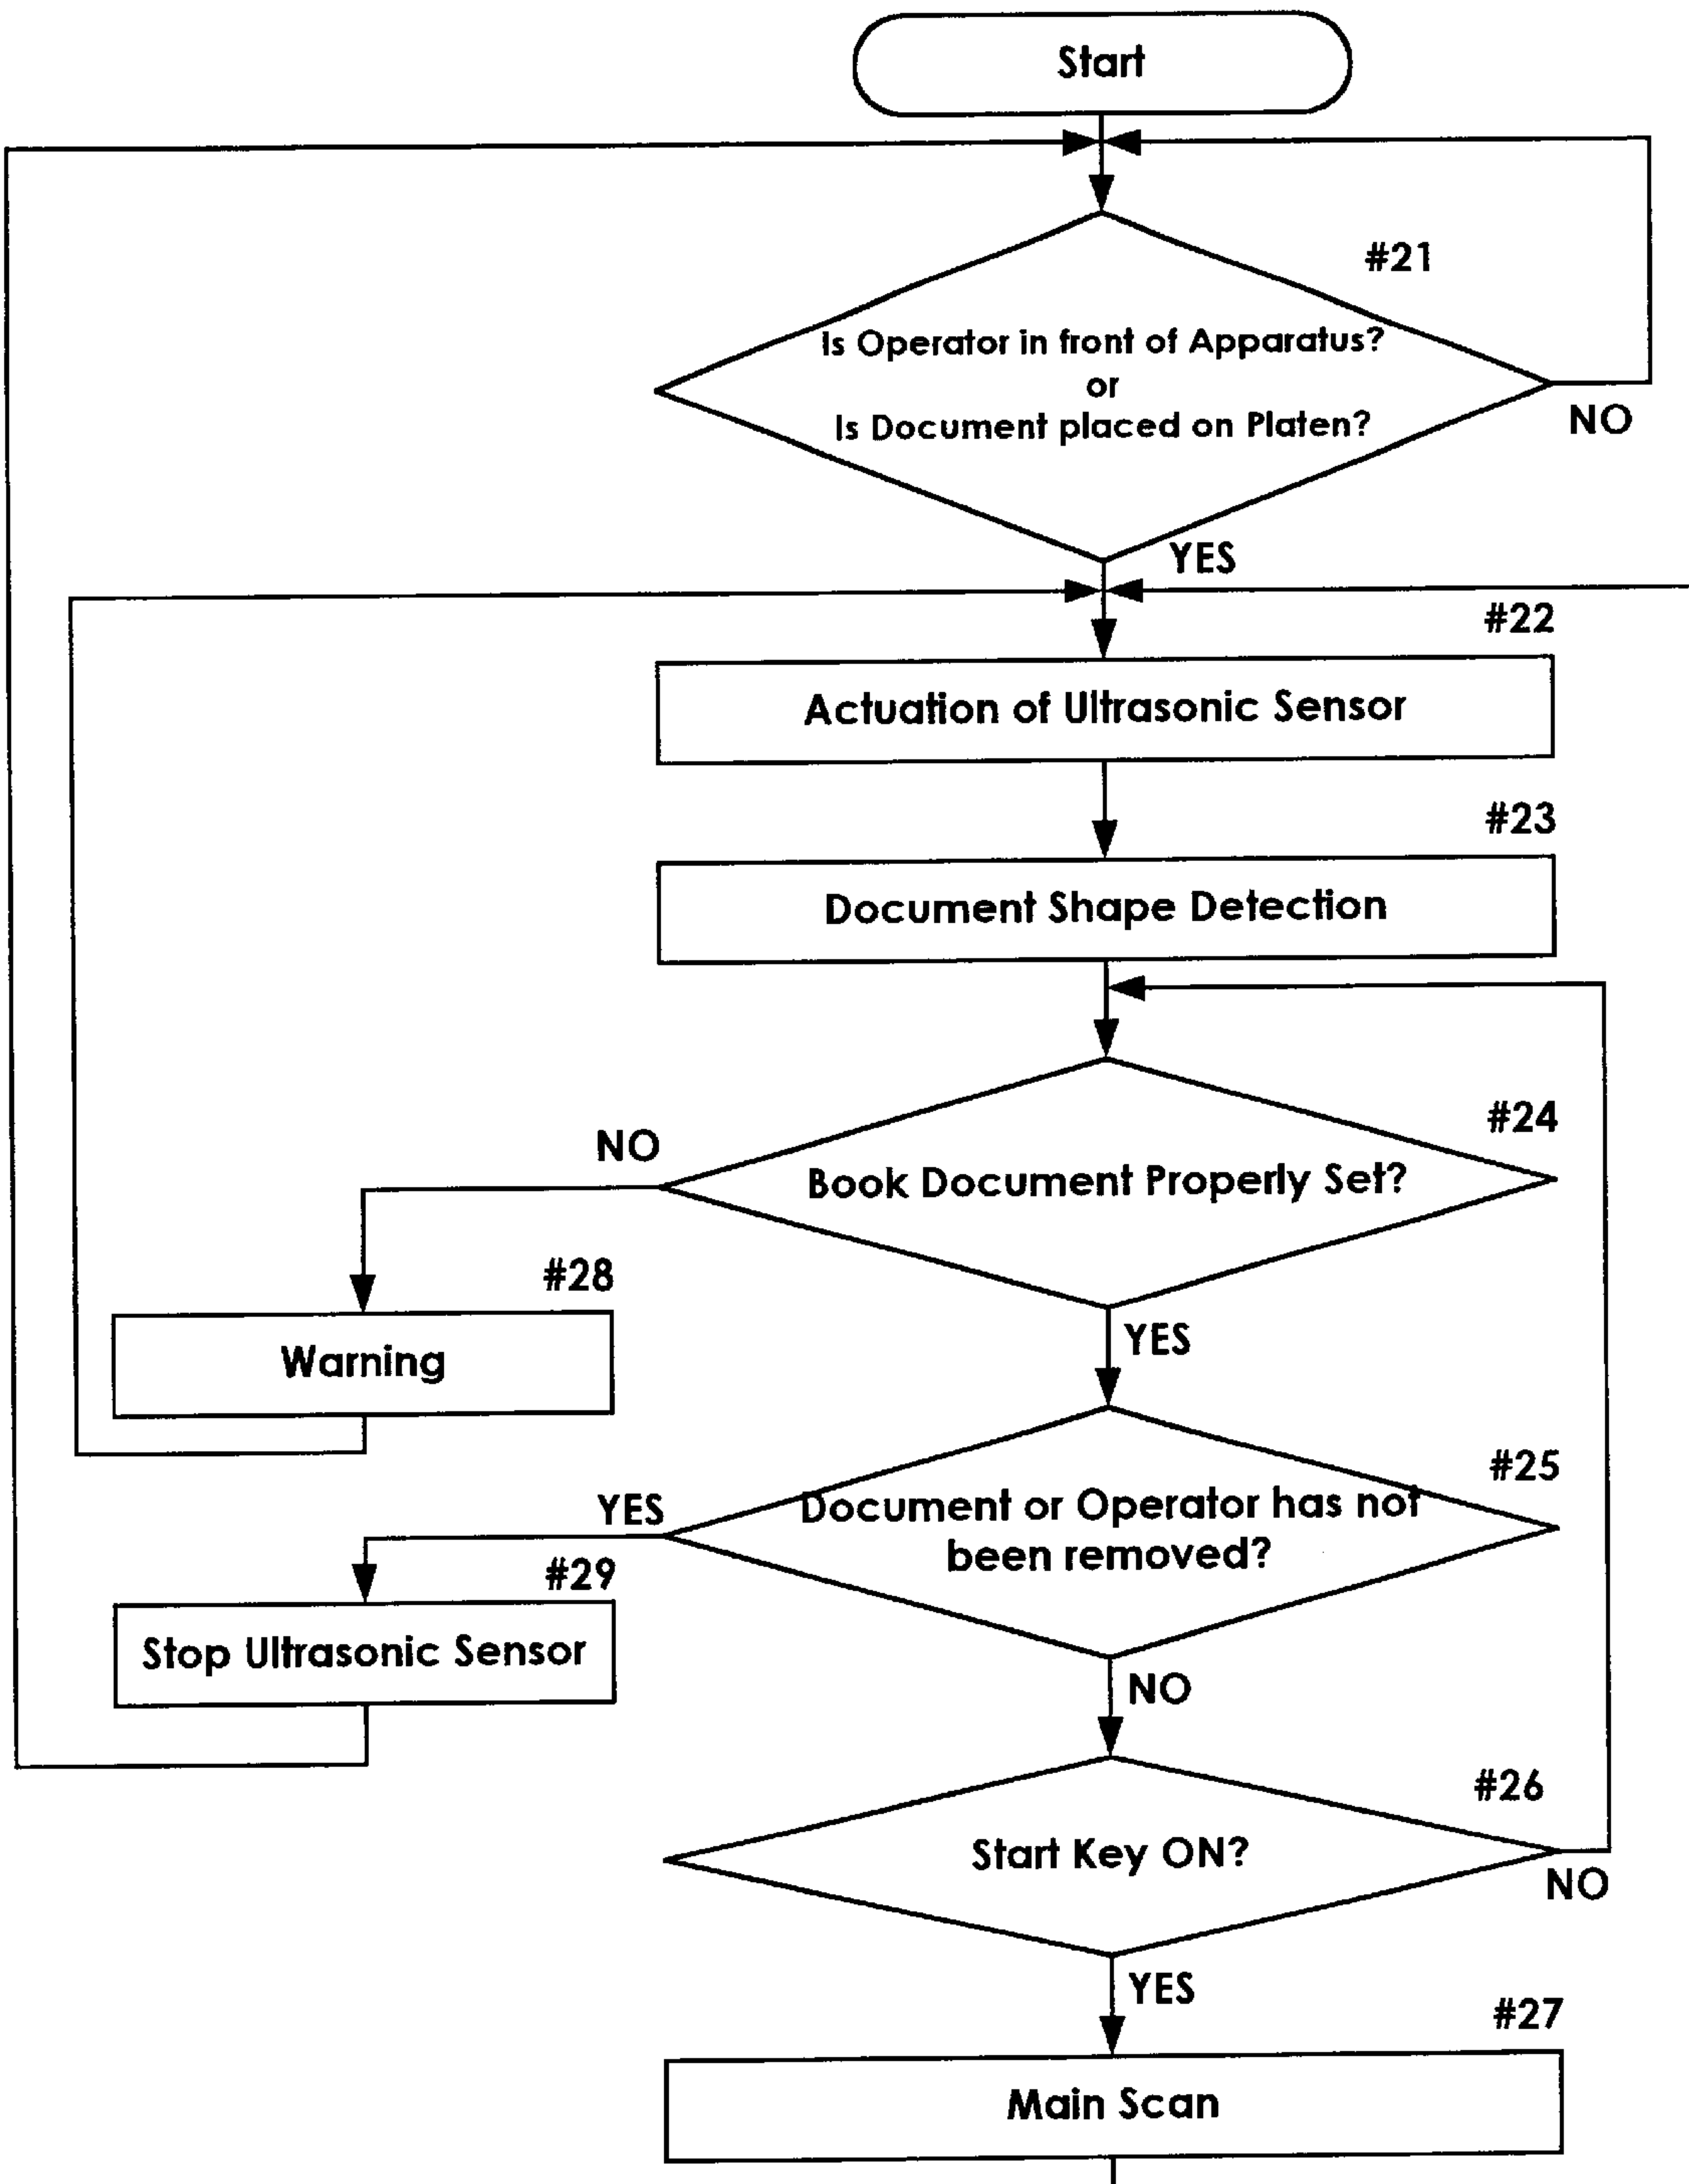 Start
#21
Is Operator in front of Apparatus?
or
Is Document placed on Platen?
NO
YES
#22
Actuation of Ultrasonic Sensor
#23
Document Shape Detection
#24
NO
Book Document Properly Set?
#28
YES
Warning
#25
YES
Document or Operator has not
been removed?
#29
Stop Ultrasonic Sensor
NO
#26
Start Key ON?
NO
YES
#27
Main Scan